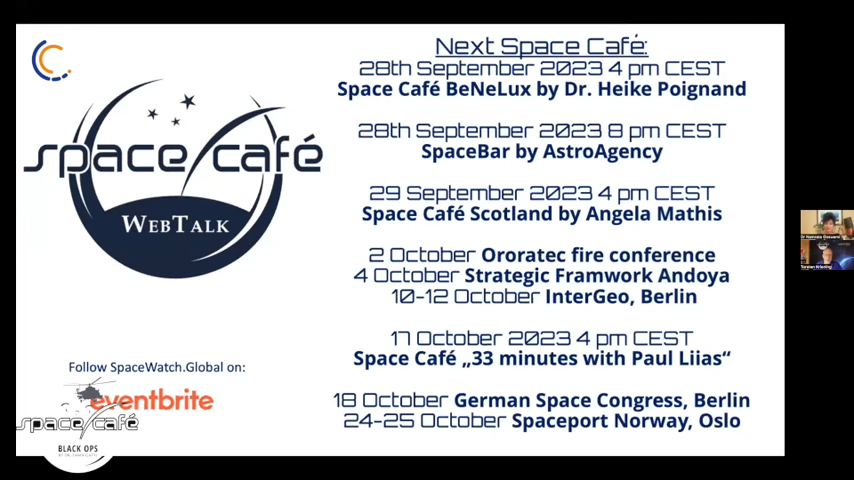 Next Space Café:
28th September 2023 4 pm CEST
Space Café BeNeLux by Dr. Heike Poignand
28th September 2023 8 pm CEST
SpaceBar by AstroAgency
29 September 2023 4 pm CEST
Space Café Scotland by Angela Mathis
2 October Ororatec fire conference
4 October Strategic Framwork Andoya
10-12 October InterGeo, Berlin
17 October 2023 4 pm CEST
Space Café „33 minutes with Paul Liias“
18 October German Space Congress, Berlin
24-25 October Spaceport Norway, Oslo
space café
WEBTALK
Follow SpaceWatch.Global on:
eventbrite
space café
BLACK OPS
Torsten Kriening